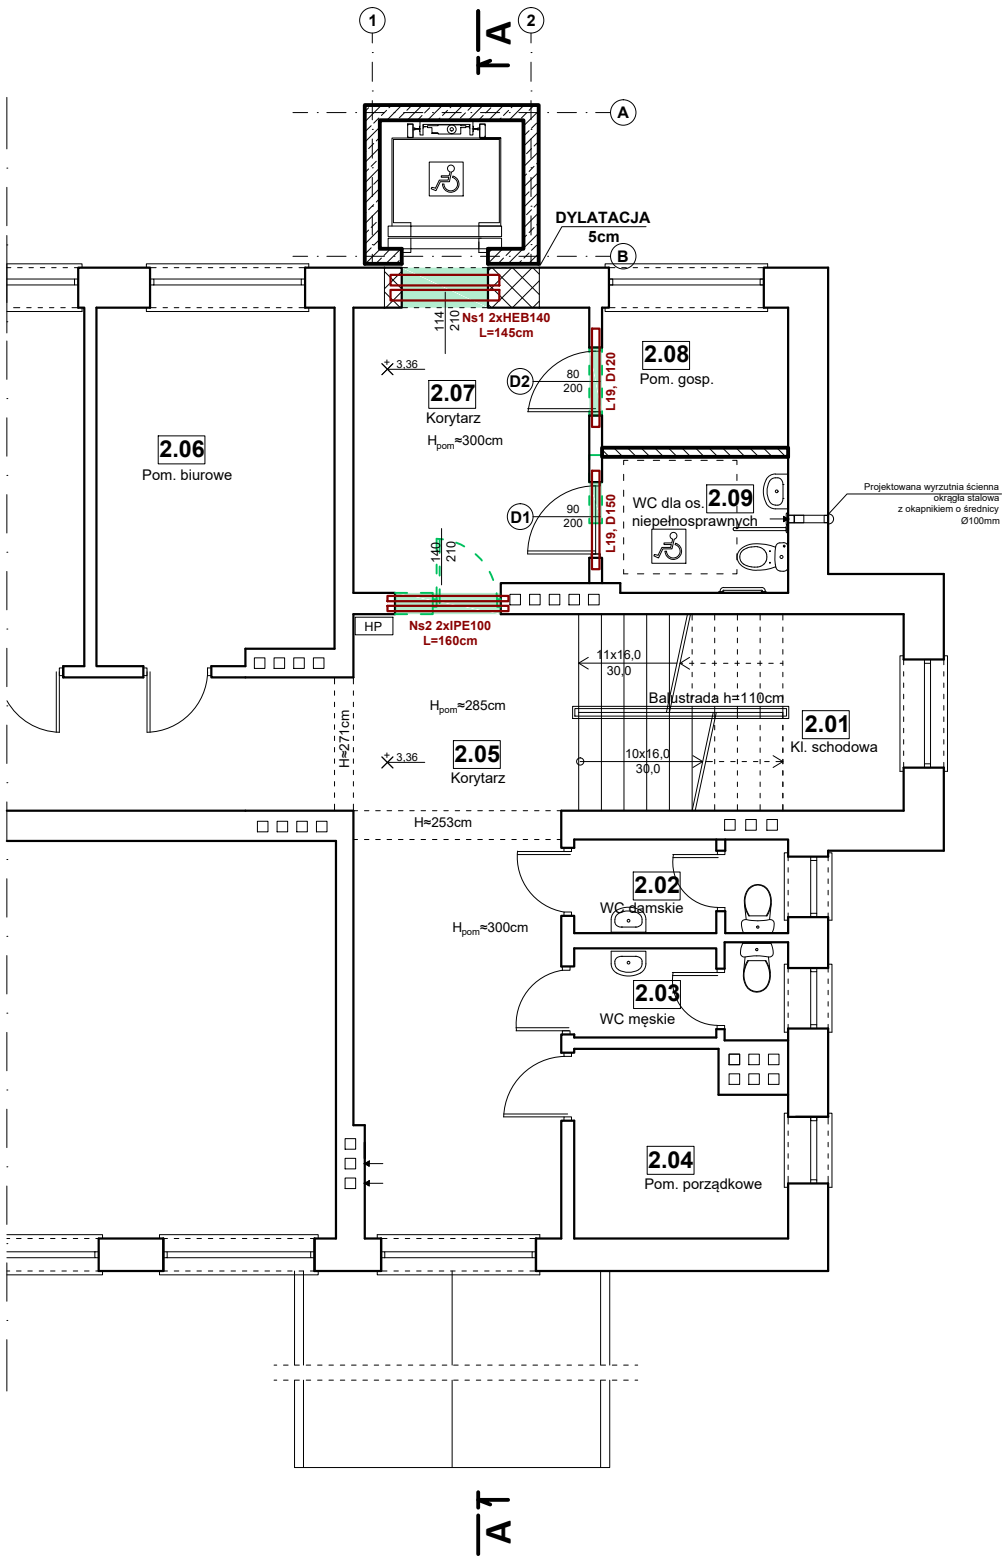 1
2
A
A
B
DYLATACJA
5cm
Ns1 2xHEB140
L=145cm
114
210
3,36
2.07
Korytarz
Hpom≈300cm
D2
80
200
L19, D120
2.08
Pom. gosp.
2.06
Pom. biurowe
D1
90
200
L19, D150
WC dla os.
2.09
niepełnosprawnych
Projektowana wyrzutnia ścienna
okrągła stalowa
z okapnikiem o średnicy
Ø100mm
140
210
HP
Ns2 2xIPE100
L=160cm
11x16,0
30,0
Balustrada h=110cm
Hpom≈285cm
H≈271cm
2.01
Kl. schodowa
2.05
Korytarz
3,36
10x16,0
30,0
H≈253cm
2.02
WC damskie
Hpom≈300cm
2.03
WC męskie
2.04
Pom. porządkowe
A